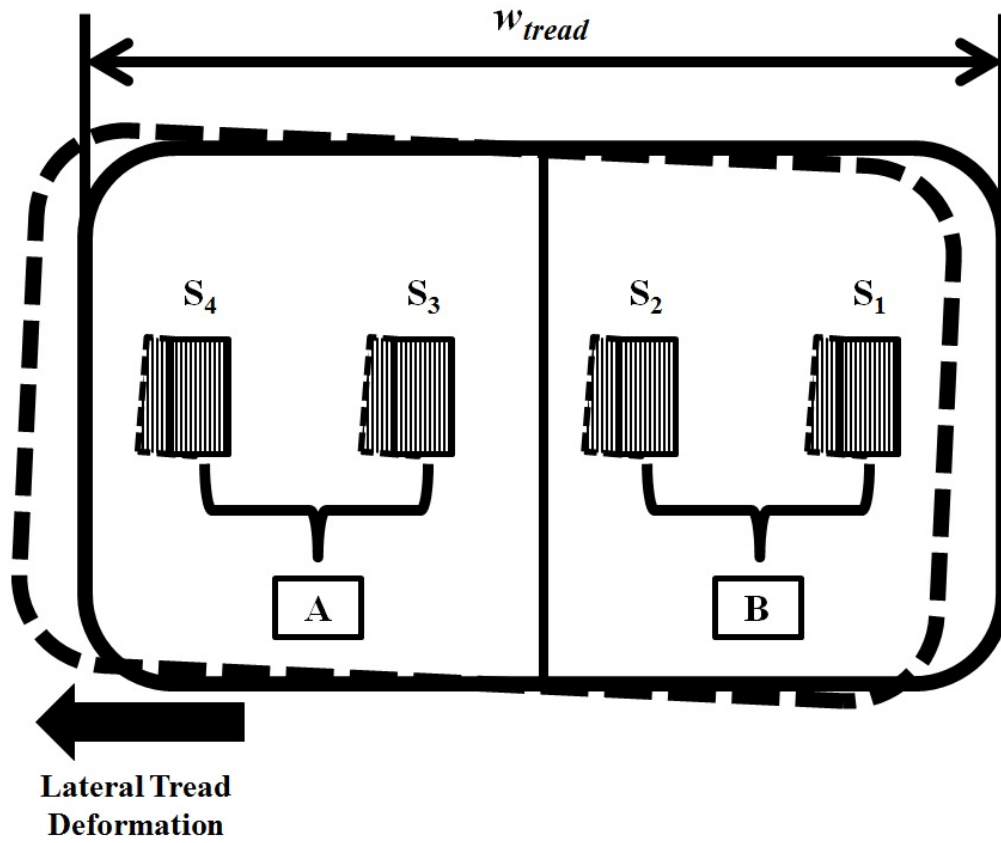 w_tread
S₄ S₃ S₂ S₁
A B
Lateral Tread
Deformation